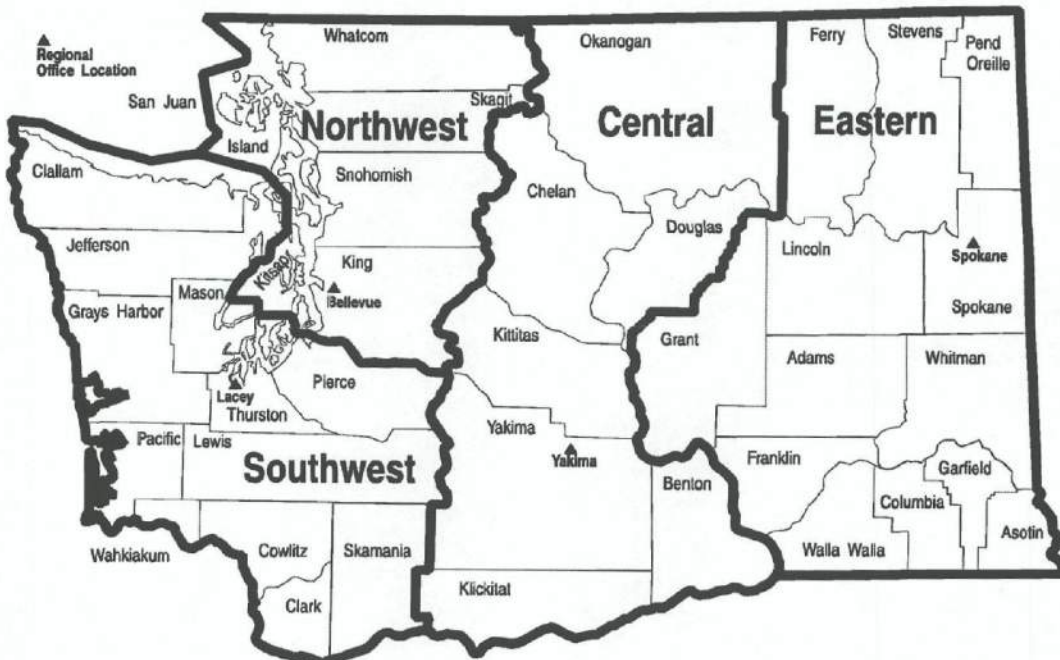 Whatcom
Okanogan
Ferry
Stevens
Pend
Oreille
Regional
Office Location
San Juan
Skagit
Northwest
Central
Eastern
Island
Clallam
Snohomish
Chelan
Douglas
Jefferson
King
Lincoln
Spokane
Kitsap
Mason
Bellevue
Grays Harbor
Spokane
Kittitas
Grant
Adams
Whitman
Pierce
Lacey
Thurston
Yakima
Pacific
Lewis
Yakima
Franklin
Southwest
Garfield
Benton
Columbia
Asotin
Wahkiakum
Cowlitz
Skamania
Walla Walla
Klickitat
Clark